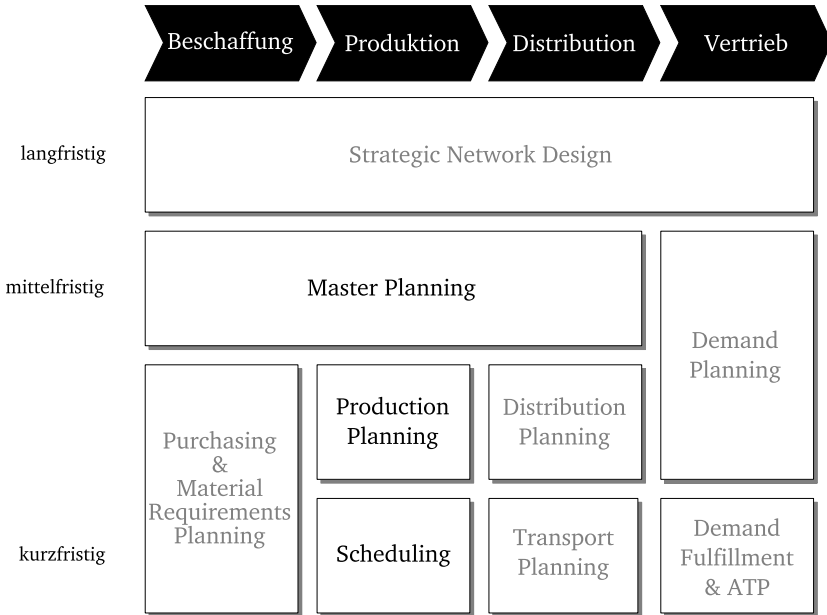 Beschaffung
Produktion
Distribution
Vertrieb
langfristig
Strategic Network Design
mittelfristig
Master Planning
Demand
Planning
Purchasing
&
Material
Requirements
Planning
Production
Planning
Distribution
Planning
kurzfristig
Scheduling
Transport
Planning
Demand
Fulfillment
& ATP